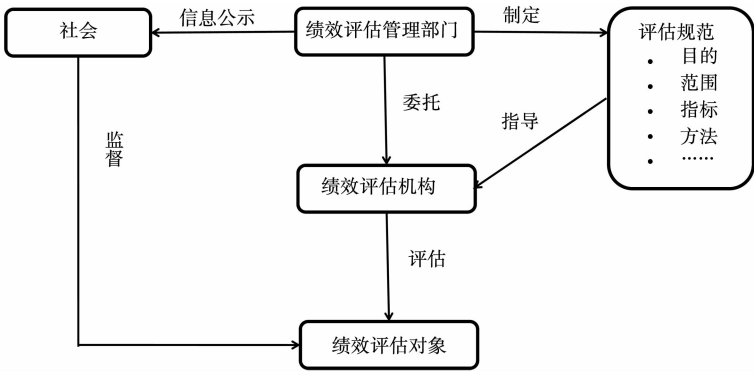 社会
信息公示
绩效评估管理部门
制定
评估规范
• 目的
• 范围
• 指标
• 方法
• ……
委托
指导
监督
绩效评估机构
评估
绩效评估对象